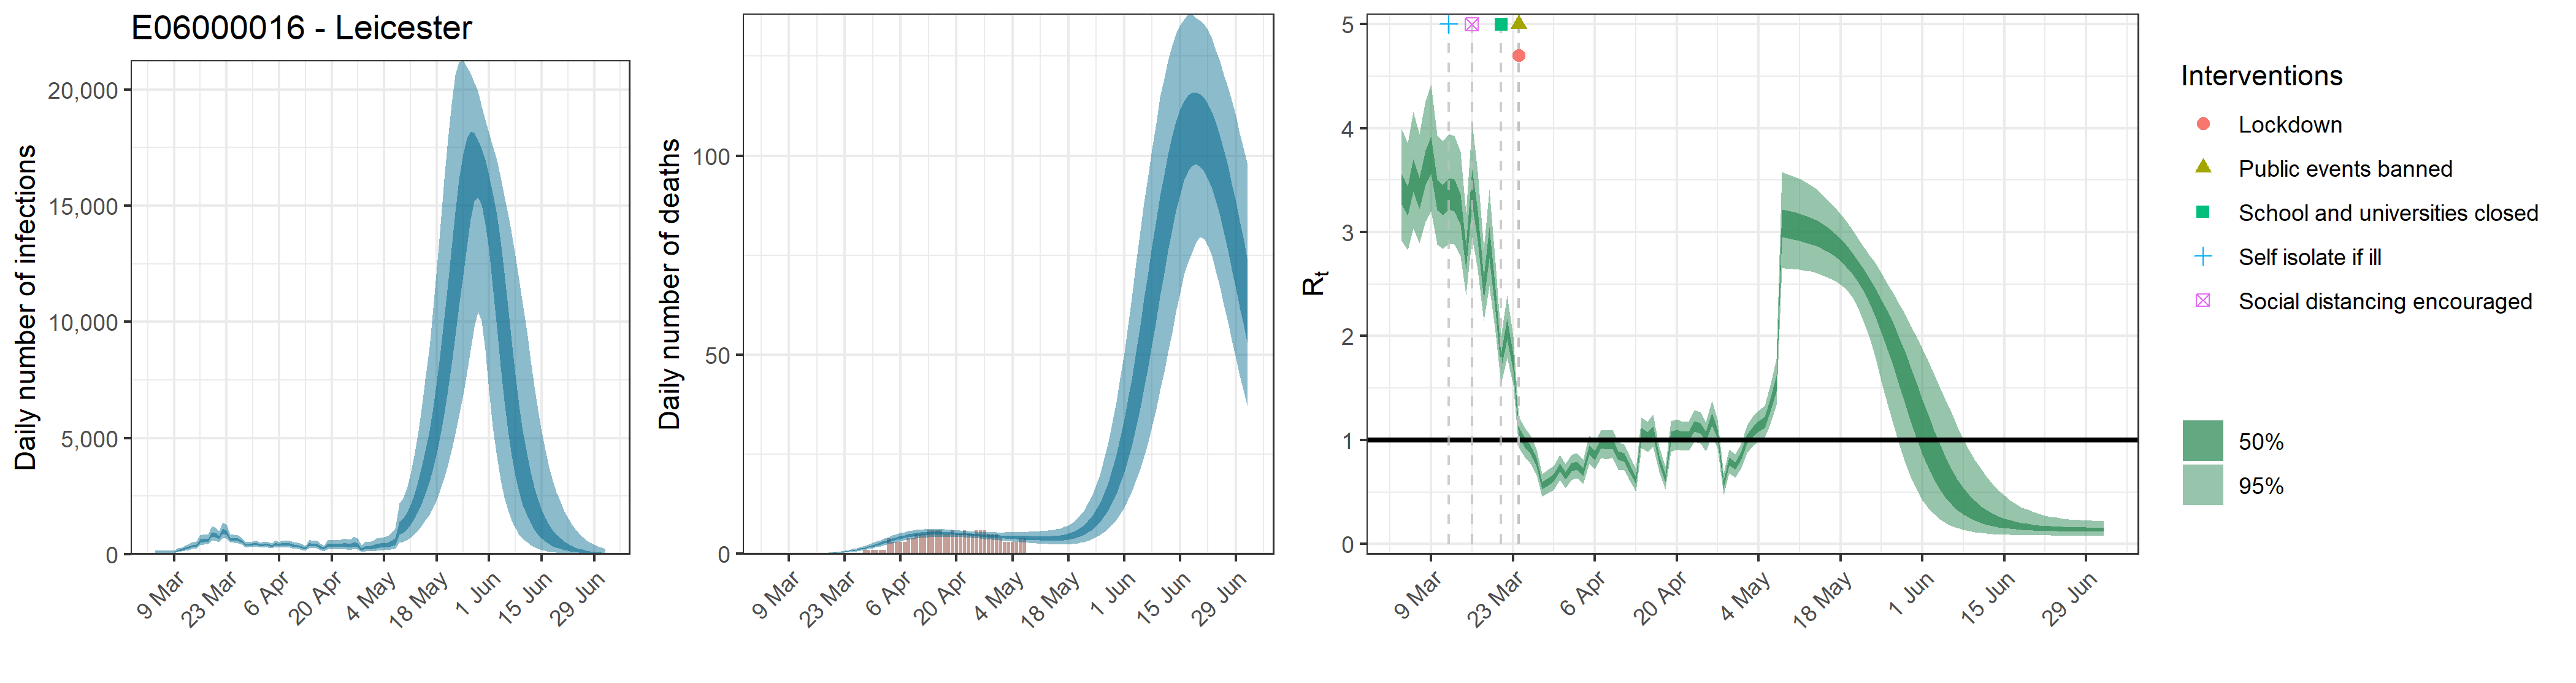 E06000016 - Leicester
Daily number of infections
20,000
15,000
10,000
5,000
0
9 Mar
23 Mar
6 Apr
20 Apr
4 May
18 May
1 Jun
15 Jun
29 Jun
Daily number of deaths
100
50
0
9 Mar
23 Mar
6 Apr
20 Apr
4 May
18 May
1 Jun
15 Jun
29 Jun
Rt
5
4
3
2
1
0
9 Mar
23 Mar
6 Apr
20 Apr
4 May
18 May
1 Jun
15 Jun
29 Jun
Interventions
Lockdown
Public events banned
School and universities closed
Self isolate if ill
Social distancing encouraged
50%
95%